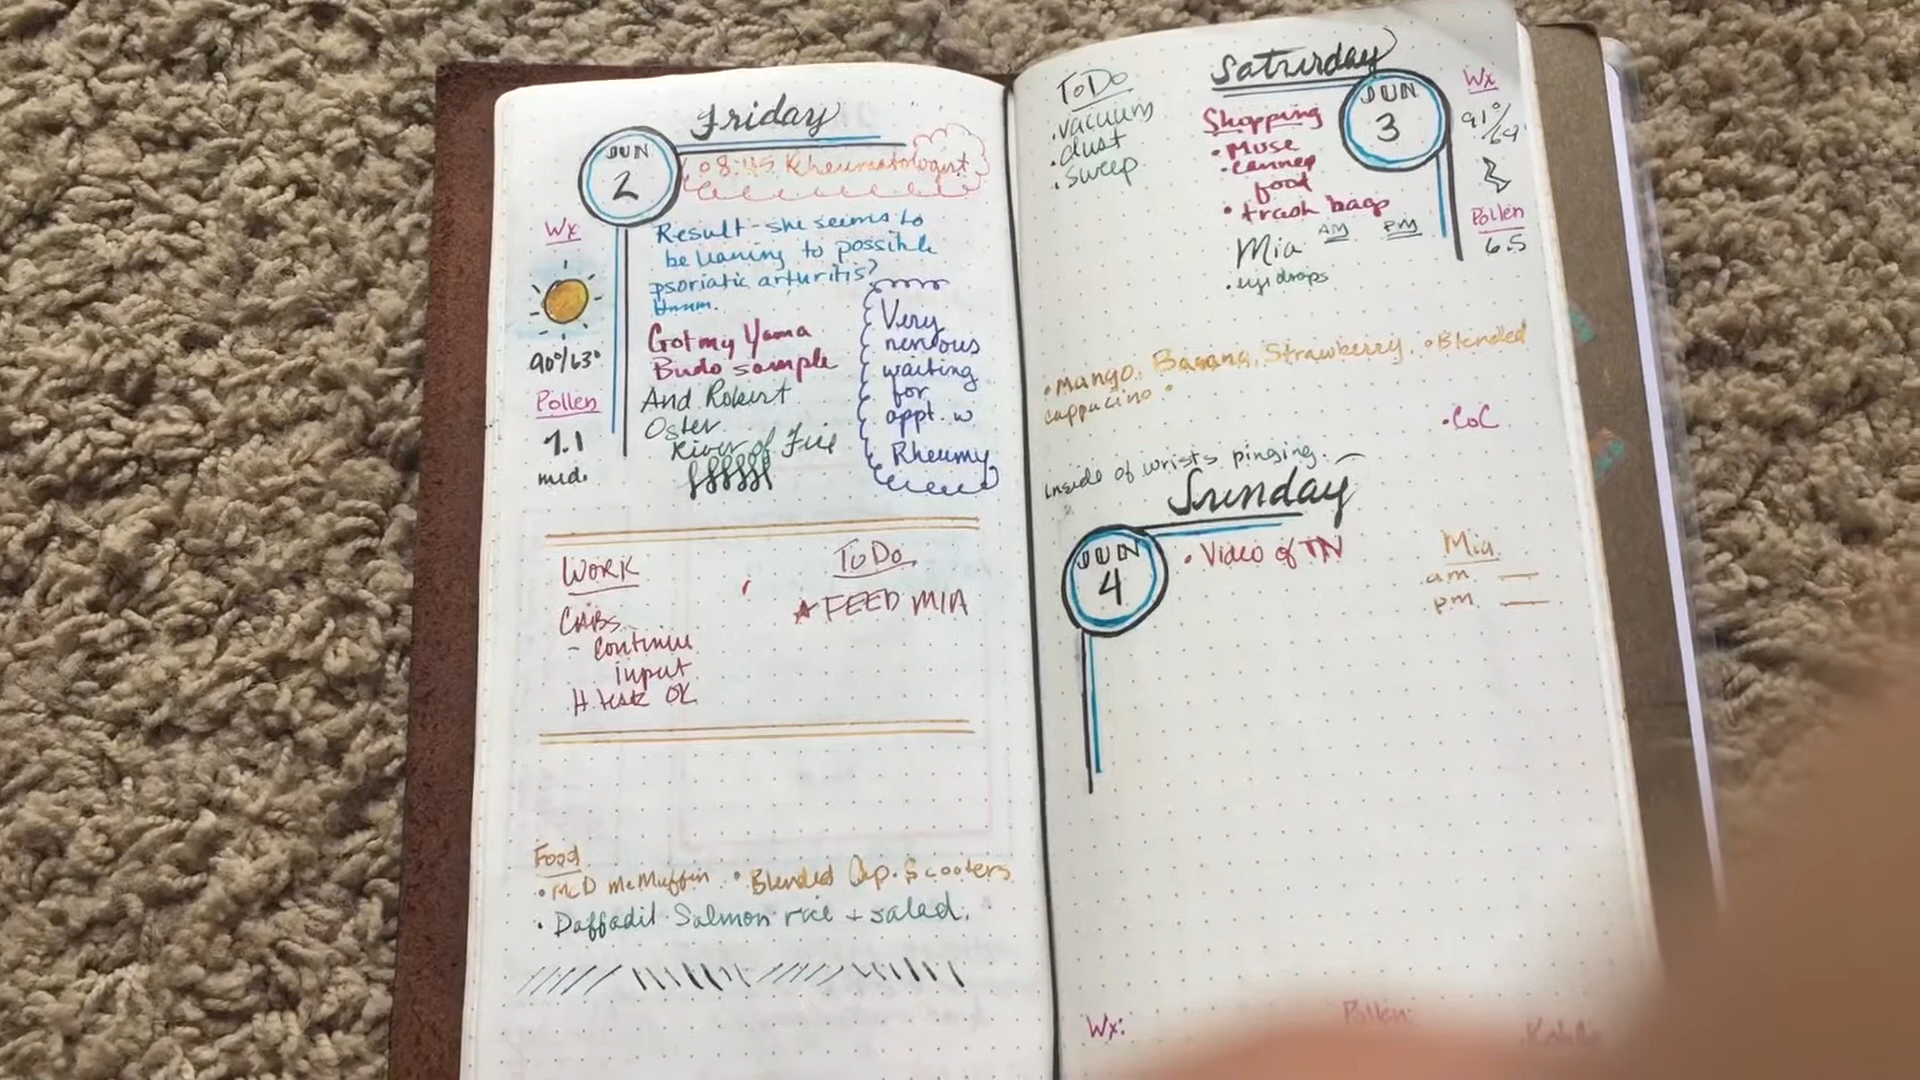 Friday
JUN
2
08:45 Rheumatologist
Wx
90°/63°
Pollen
7.1
med.
Result - she seems to
be leaning to possible
psoriatic arturitis?
Hmm.
Got my Yama
Budo sample
And Robert
Oster
River of Fire
Very
nervous
waiting
for
appt. w
Rheumy
WORK
CABS
- continue
input
H. task OK
ToDo
★ FEED MIA
Food
• McD McMuffin • Blended Cap. Scooters
• Daffadil Salmon rice + salad.
Saturday
JUN
3
ToDo
• vacuum
• dust
• sweep
Shopping
• Muse
• canned
food
• trash bags
Mia AM PM
• eye drops
Wx
91°/64°
Pollen
6.5
• Mango, Banana, Strawberry • Blended
cappucino •
• CoC
Inside of wrists pinging.
Sunday
JUN
4
• Video of TN
Mia
am
pm
Wx:
Pollen: